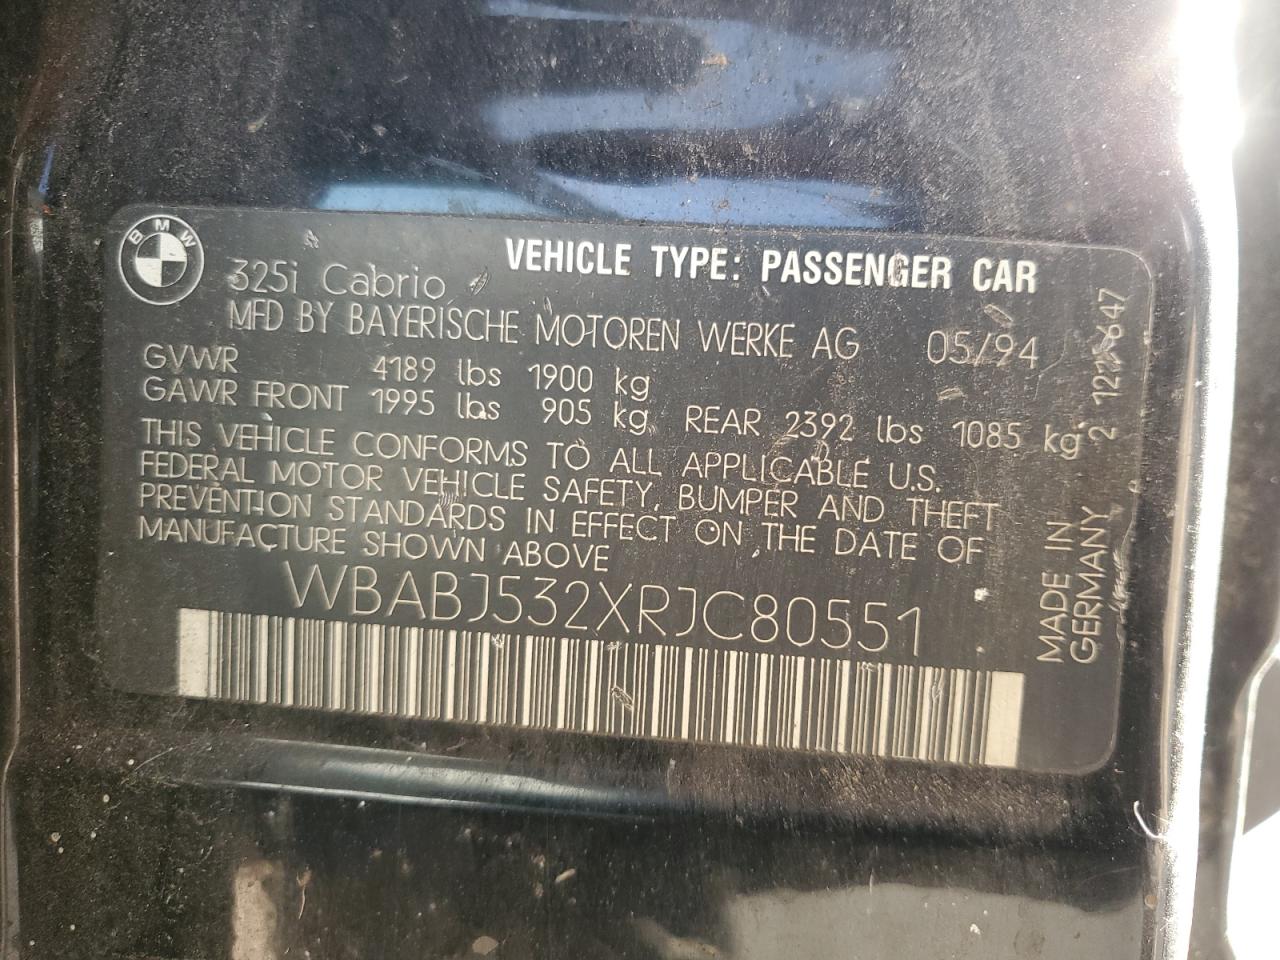 BMW
VEHICLE TYPE: PASSENGER CAR
325i Cabrio
MFD BY BAYERISCHE MOTOREN WERKE AG 05/94
GVWR 4189 lbs 1900 kg
GAWR FRONT 1995 lbs 905 kg REAR 2392 lbs 1085 kg
THIS VEHICLE CONFORMS TO ALL APPLICABLE U.S.
FEDERAL MOTOR VEHICLE SAFETY, BUMPER AND THEFT
PREVENTION STANDARDS IN EFFECT ON THE DATE OF
MANUFACTURE SHOWN ABOVE
WBABJ532XRJC80551
MADE IN
GERMANY